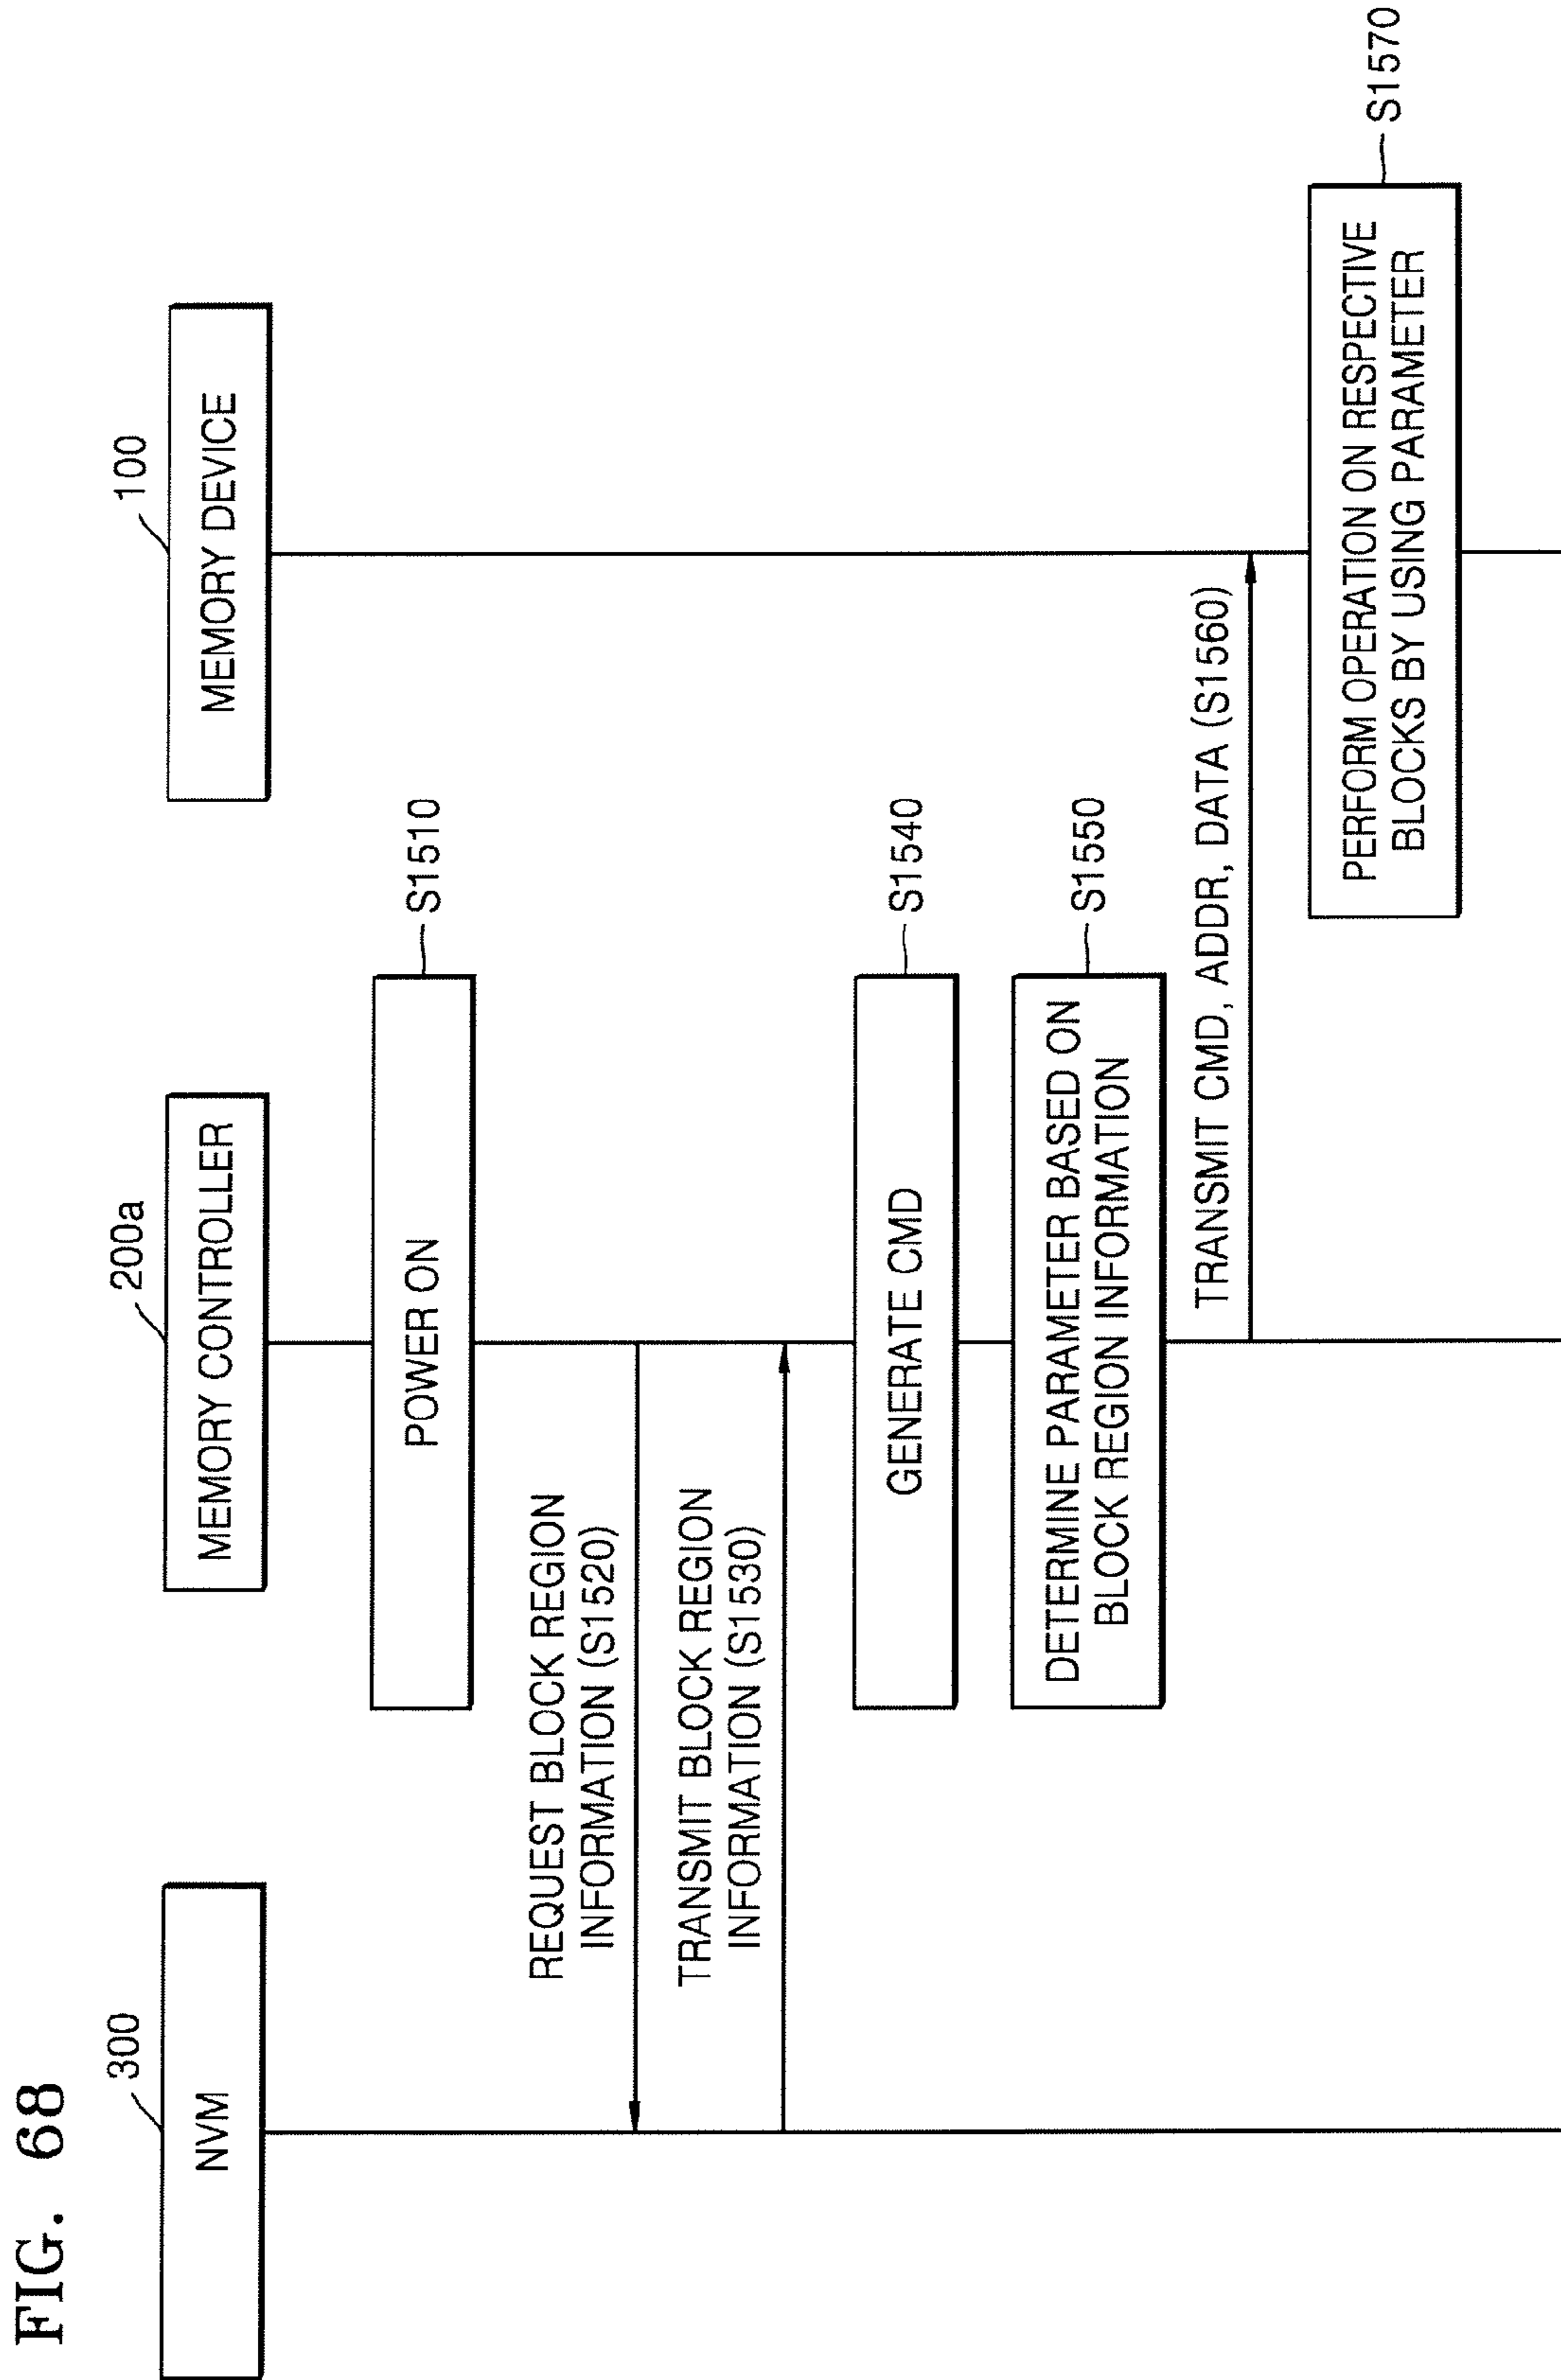 FIG. 68
300
200a
100
NVM
MEMORY CONTROLLER
MEMORY DEVICE
POWER ON
S1510
REQUEST BLOCK REGION
INFORMATION (S1520)
TRANSMIT BLOCK REGION
INFORMATION (S1530)
GENERATE CMD
S1540
DETERMINE PARAMETER BASED ON
BLOCK REGION INFORMATION
S1550
TRANSMIT CMD, ADDR, DATA (S1560)
PERFORM OPERATION ON RESPECTIVE
BLOCKS BY USING PARAMETER
S1570